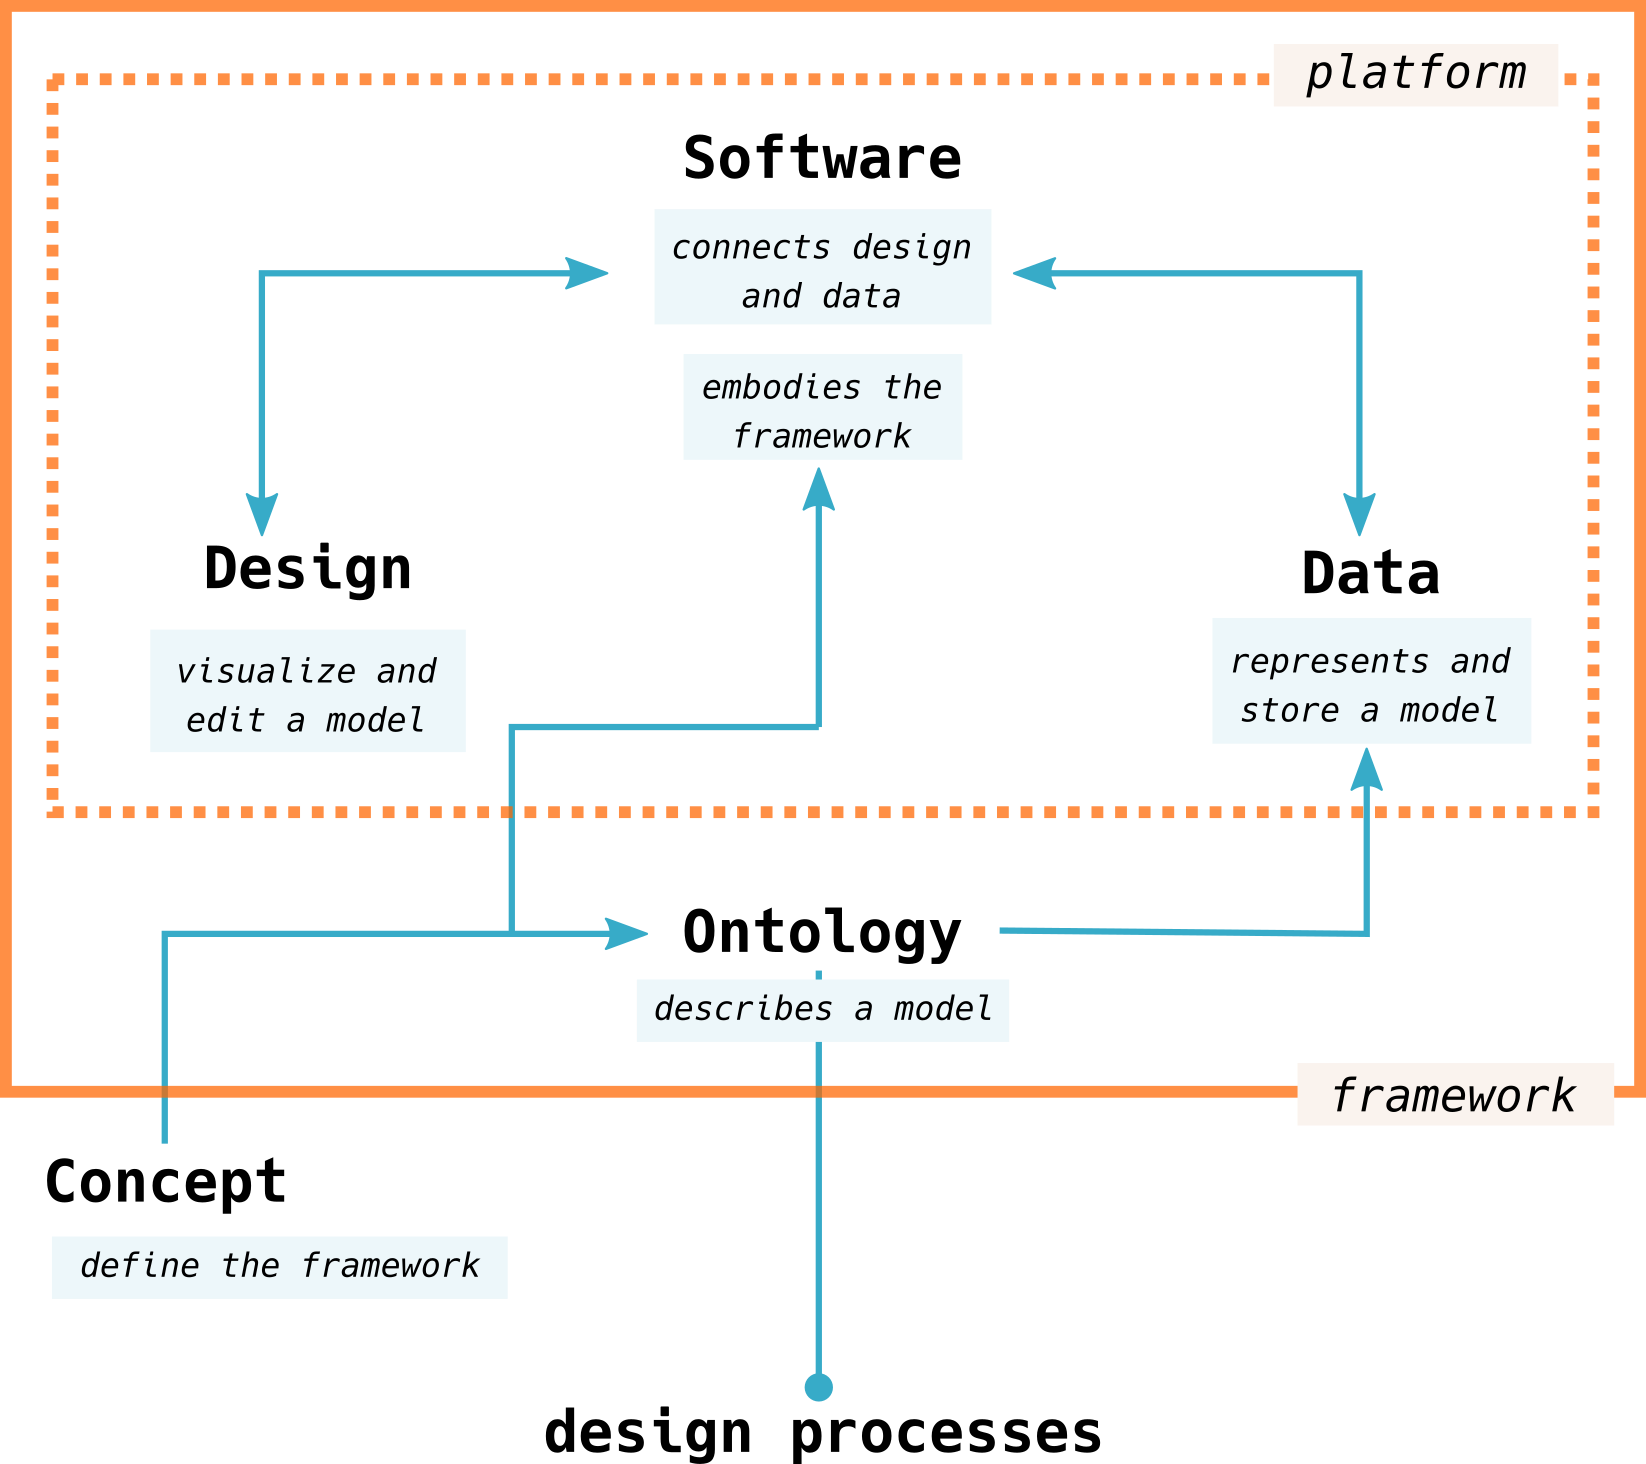 platform
Software
connects design
and data
embodies the
framework
Design
visualize and
edit a model
Data
represents and
store a model
Ontology
describes a model
framework
Concept
define the framework
design processes